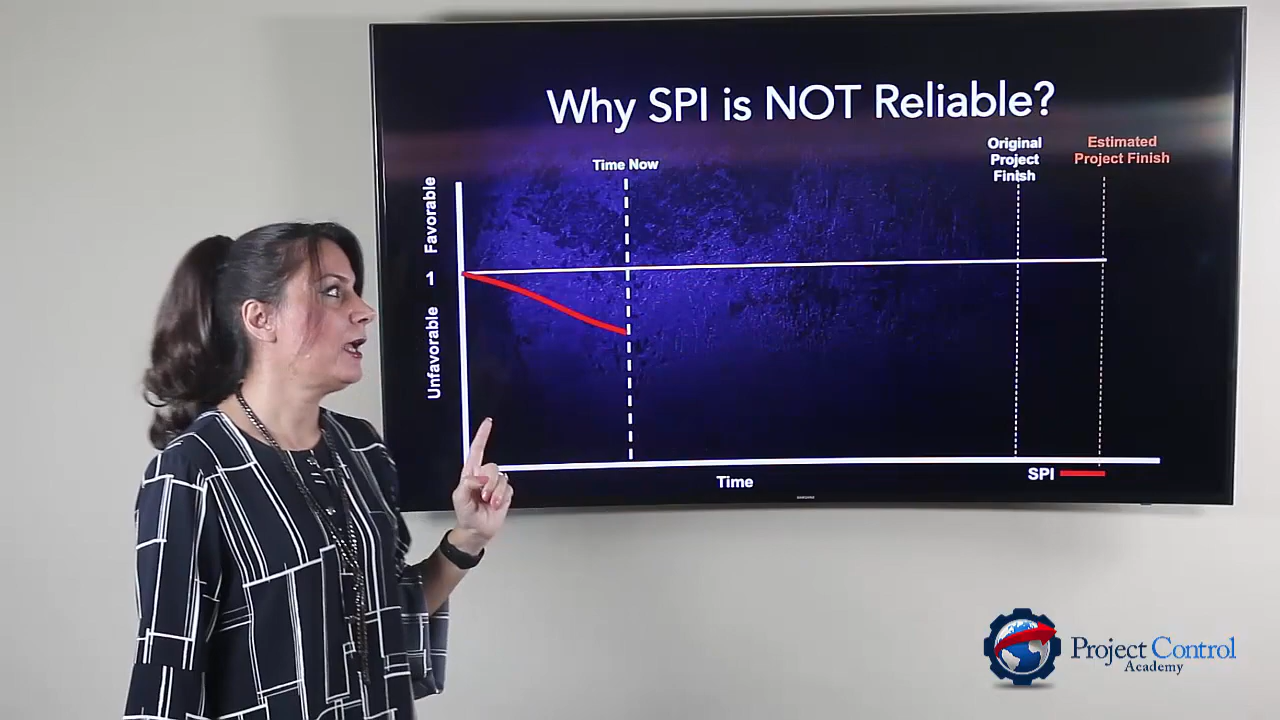 Why SPI is NOT Reliable?
Original
Project
Finish
Estimated
Project Finish
Time Now
Favorable
1
Unfavorable
Time
SPI
SAMSUNG
Project Control
Academy